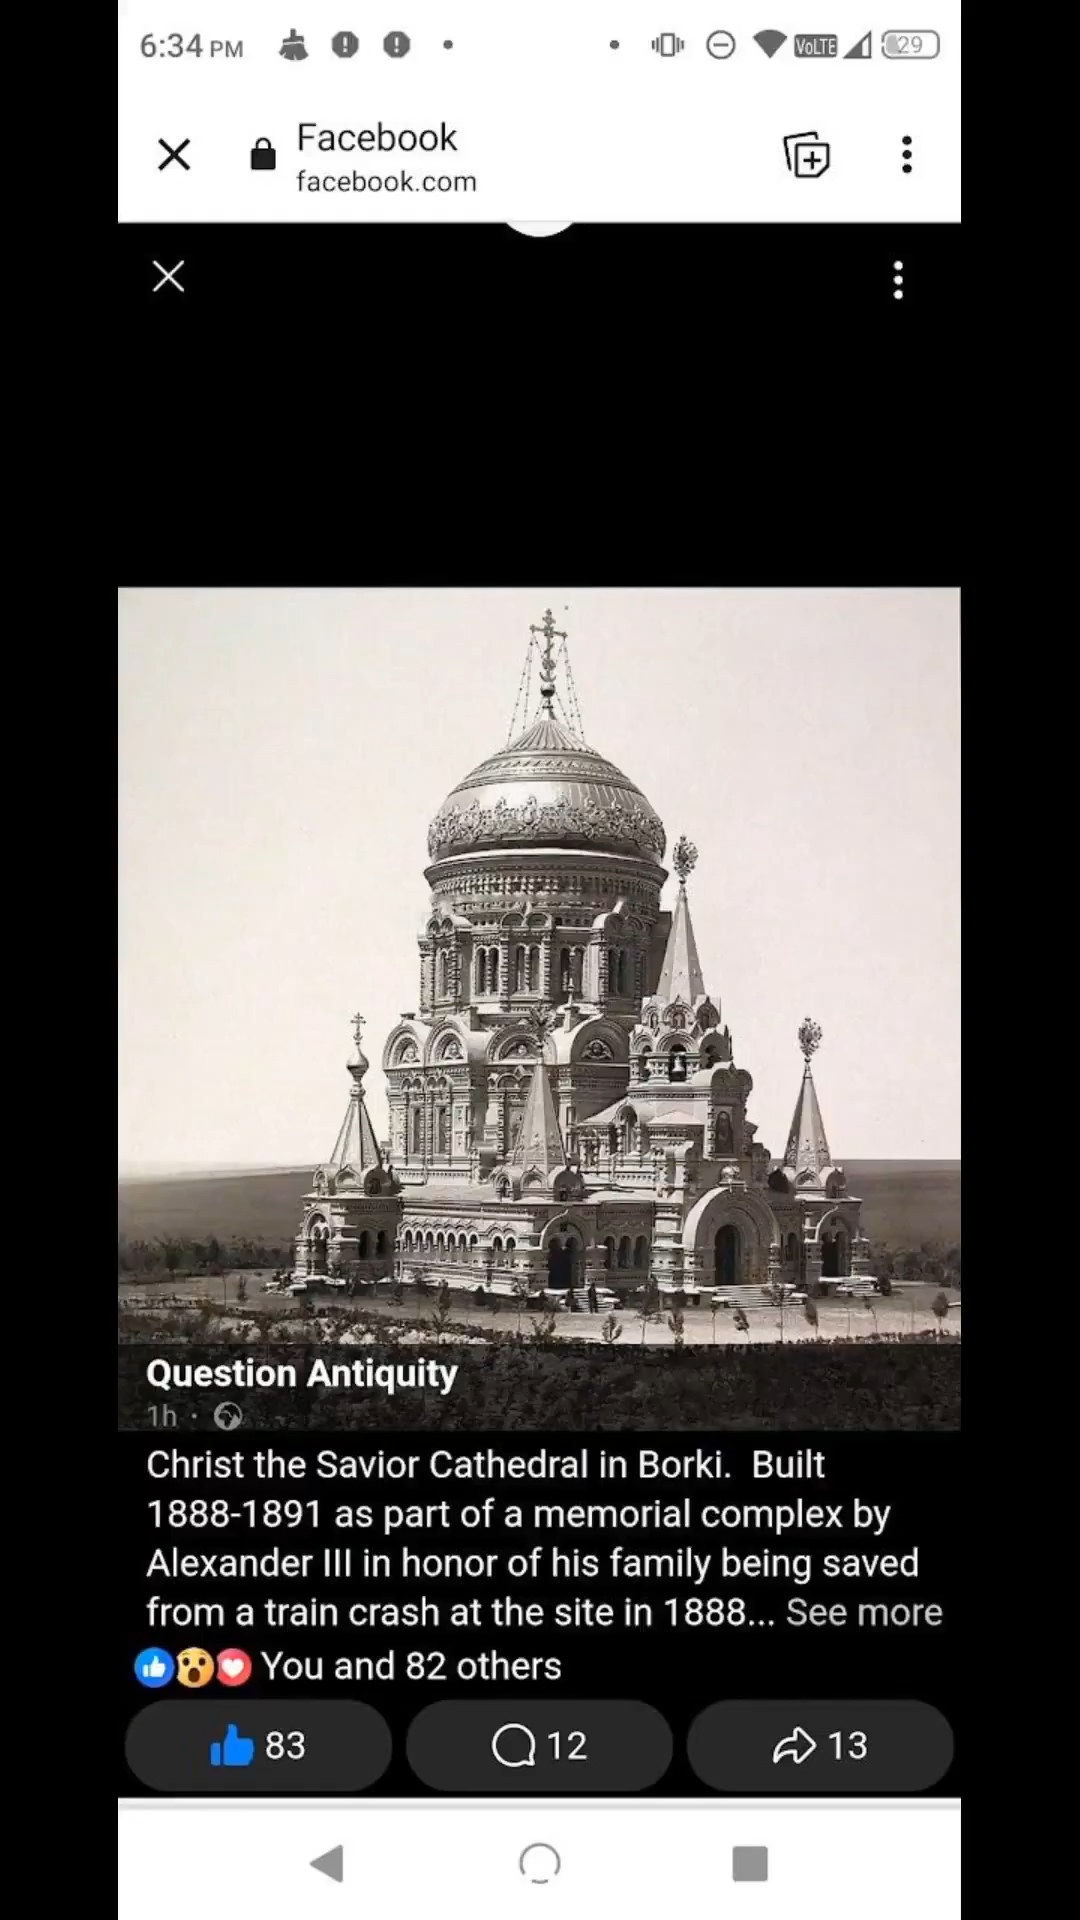 6:34 PM
VoLTE
29
Facebook
facebook.com
Question Antiquity
1h ·
Christ the Savior Cathedral in Borki.  Built
1888-1891 as part of a memorial complex by
Alexander III in honor of his family being saved
from a train crash at the site in 1888... See more
You and 82 others
83
12
13